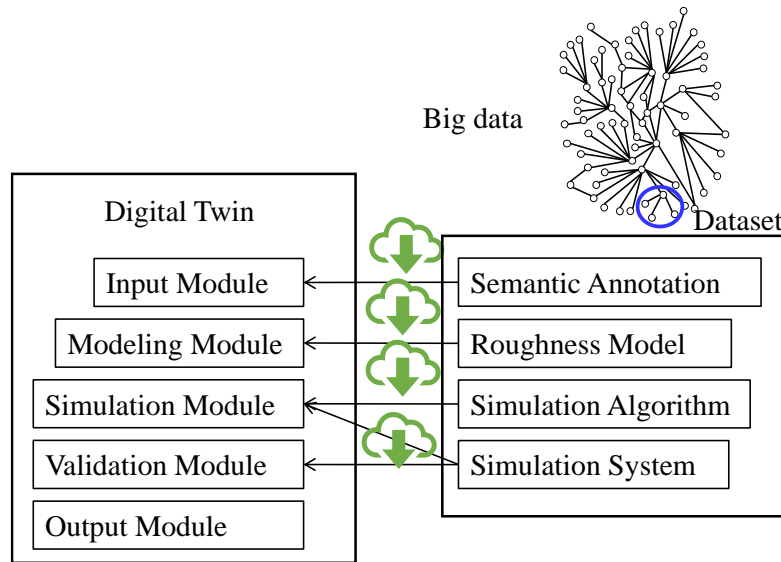 Big data
Dataset
Digital Twin
Input Module
Modeling Module
Simulation Module
Validation Module
Output Module
Semantic Annotation
Roughness Model
Simulation Algorithm
Simulation System